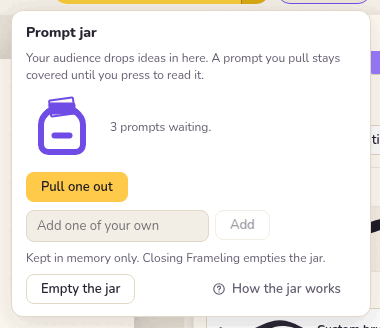 Prompt jar
Your audience drops ideas in here. A prompt you pull stays
covered until you press to read it.
3 prompts waiting.
Pull one out
Add one of your own
Add
Kept in memory only. Closing Frameling empties the jar.
Empty the jar
How the jar works